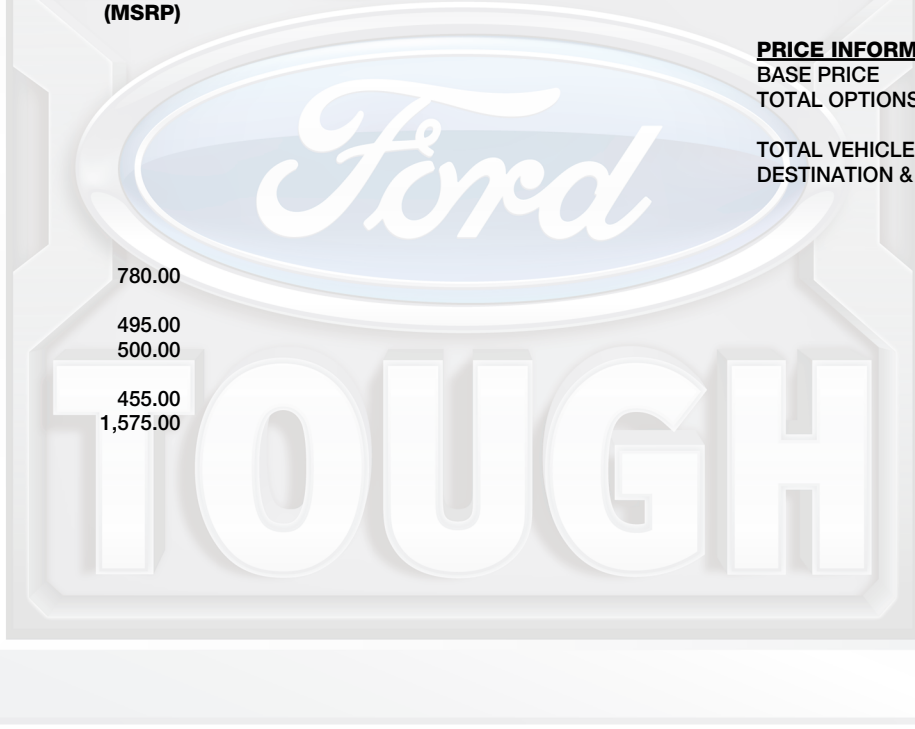 (MSRP)
PRICE INFORM
BASE PRICE
TOTAL OPTIONS
TOTAL VEHICLE
DESTINATION &
780.00
495.00
500.00
455.00
1,575.00
Ford
TOUGH